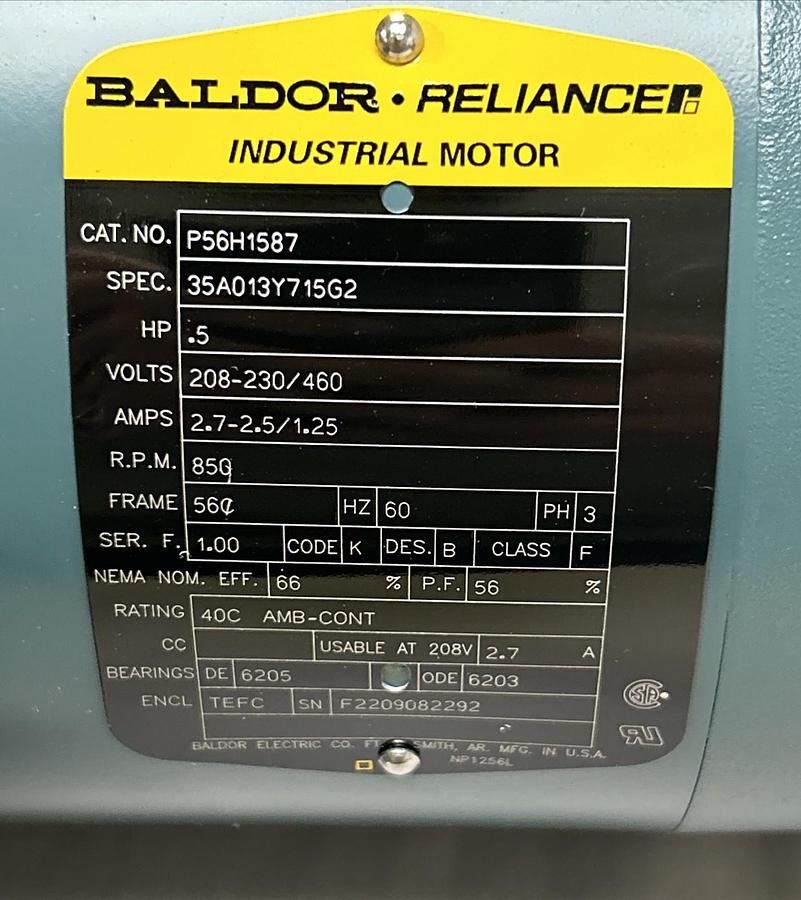 BALDOR • RELIANCE
INDUSTRIAL MOTOR
CAT. NO. P56H1587
SPEC. 35A013Y715G2
HP .5
VOLTS 208-230/460
AMPS 2.7-2.5/1.25
R.P.M. 850
FRAME 56C HZ 60 PH 3
SER. F. 1.00 CODE K DES. B CLASS F
NEMA NOM. EFF. 66 % P.F. 56 %
RATING 40C AMB-CONT
CC USABLE AT 208V 2.7 A
BEARINGS DE 6205 ODE 6203
ENCL TEFC SN F2209082292
BALDOR ELECTRIC CO. FT. SMITH, AR. MFG. IN U.S.A.
NP1256L